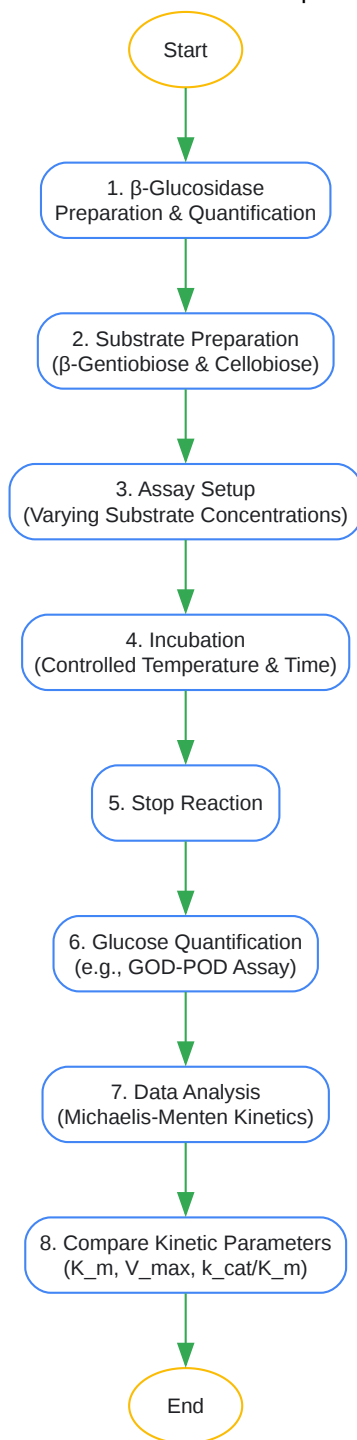 Start
1. β-Glucosidase
Preparation & Quantification
2. Substrate Preparation
(β-Gentiobiose & Cellobiose)
3. Assay Setup
(Varying Substrate Concentrations)
4. Incubation
(Controlled Temperature & Time)
5. Stop Reaction
6. Glucose Quantification
(e.g., GOD-POD Assay)
7. Data Analysis
(Michaelis-Menten Kinetics)
8. Compare Kinetic Parameters
(K_m, V_max, k_cat/K_m)
End